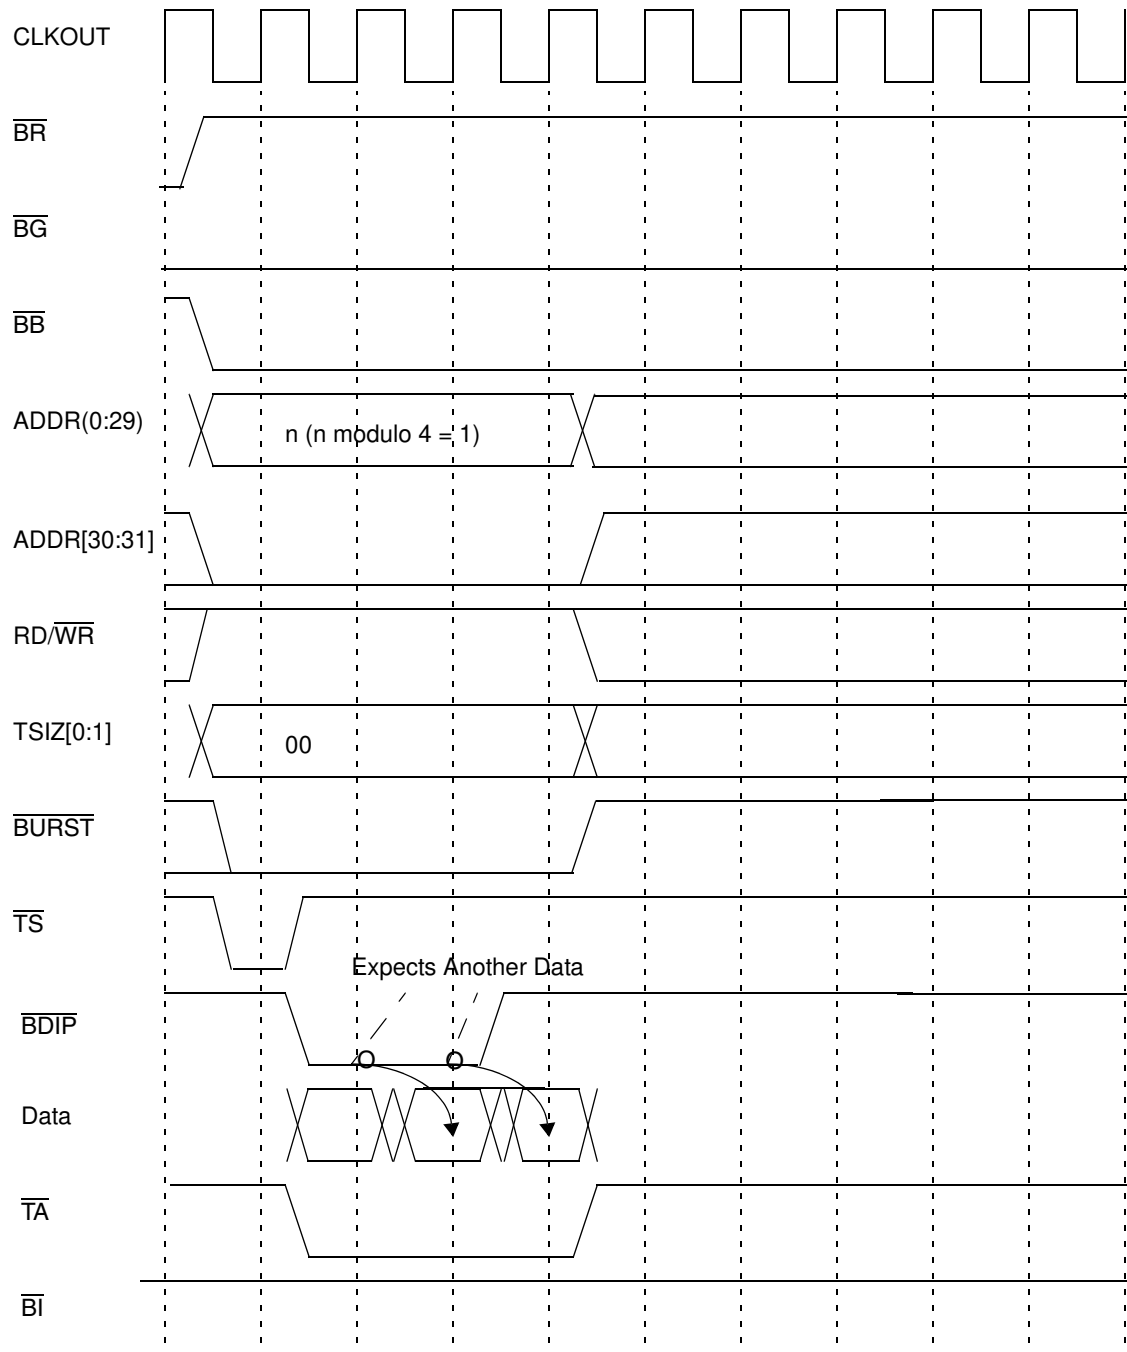 CLKOUT
BR
BG
BB
ADDR(0:29)
n (n modulo 4 = 1)
ADDR[30:31]
RD/WR
TSIZ[0:1]
00
BURST
TS
Expects Another Data
BDIP
Data
TA
BI